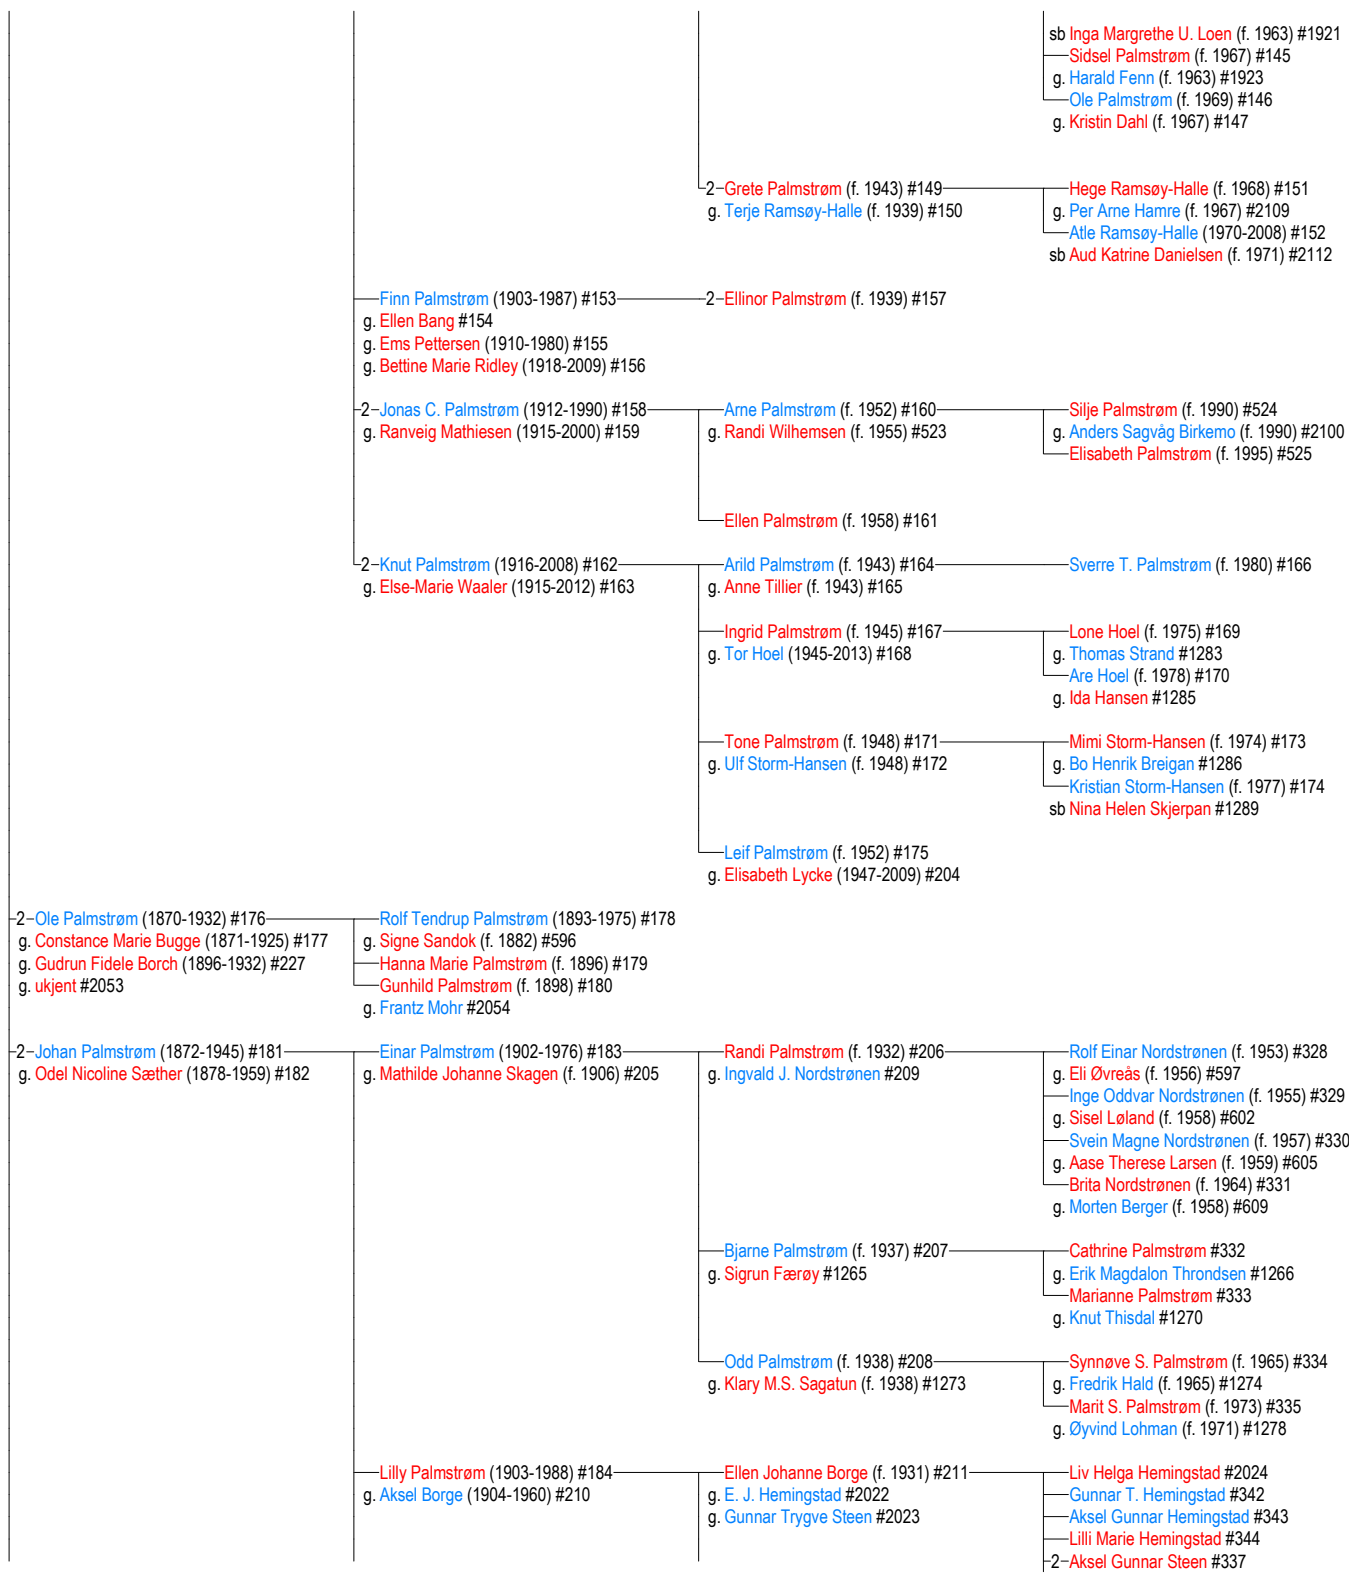 sb Inga Margrethe U. Loen (f. 1963) #1921
Sidsel Palmstrøm (f. 1967) #145
g. Harald Fenn (f. 1963) #1923
Ole Palmstrøm (f. 1969) #146
g. Kristin Dahl (f. 1967) #147
2 Grete Palmstrøm (f. 1943) #149 Hege Ramsøy-Halle (f. 1968) #151
g. Terje Ramsøy-Halle (f. 1939) #150 g. Per Arne Hamre (f. 1967) #2109
Atle Ramsøy-Halle (1970-2008) #152
sb Aud Katrine Danielsen (f. 1971) #2112
Finn Palmstrøm (1903-1987) #153 2 Ellinor Palmstrøm (f. 1939) #157
g. Ellen Bang #154
g. Ems Pettersen (1910-1980) #155
g. Bettine Marie Ridley (1918-2009) #156
2 Jonas C. Palmstrøm (1912-1990) #158 Arne Palmstrøm (f. 1952) #160 Silje Palmstrøm (f. 1990) #524
g. Ranveig Mathiesen (1915-2000) #159 g. Randi Wilhemsen (f. 1955) #523 g. Anders Sagvåg Birkemo (f. 1990) #2100
Elisabeth Palmstrøm (f. 1995) #525
Ellen Palmstrøm (f. 1958) #161
2 Knut Palmstrøm (1916-2008) #162 Arild Palmstrøm (f. 1943) #164 Sverre T. Palmstrøm (f. 1980) #166
g. Else-Marie Waaler (1915-2012) #163 g. Anne Tillier (f. 1943) #165
Ingrid Palmstrøm (f. 1945) #167 Lone Hoel (f. 1975) #169
g. Tor Hoel (1945-2013) #168 g. Thomas Strand #1283
Are Hoel (f. 1978) #170
g. Ida Hansen #1285
Tone Palmstrøm (f. 1948) #171 Mimi Storm-Hansen (f. 1974) #173
g. Ulf Storm-Hansen (f. 1948) #172 g. Bo Henrik Breigan #1286
Kristian Storm-Hansen (f. 1977) #174
sb Nina Helen Skjerpan #1289
Leif Palmstrøm (f. 1952) #175
g. Elisabeth Lycke (1947-2009) #204
2 Ole Palmstrøm (1870-1932) #176 Rolf Tendrup Palmstrøm (1893-1975) #178
g. Constance Marie Bugge (1871-1925) #177 g. Signe Sandok (f. 1882) #596
g. Gudrun Fidele Borch (1896-1932) #227 Hanna Marie Palmstrøm (f. 1896) #179
g. ukjent #2053 Gunhild Palmstrøm (f. 1898) #180
g. Frantz Mohr #2054
2 Johan Palmstrøm (1872-1945) #181 Einar Palmstrøm (1902-1976) #183 Randi Palmstrøm (f. 1932) #206 Rolf Einar Nordstrønen (f. 1953) #328
g. Odel Nicoline Sæther (1878-1959) #182 g. Mathilde Johanne Skagen (f. 1906) #205 g. Ingvald J. Nordstrønen #209 g. Eli Øvreås (f. 1956) #597
Inge Oddvar Nordstrønen (f. 1955) #329
g. Sisel Løland (f. 1958) #602
Svein Magne Nordstrønen (f. 1957) #330
g. Aase Therese Larsen (f. 1959) #605
Brita Nordstrønen (f. 1964) #331
g. Morten Berger (f. 1958) #609
Bjarne Palmstrøm (f. 1937) #207 Cathrine Palmstrøm #332
g. Sigrun Færøy #1265 g. Erik Magdalon Throndsen #1266
Marianne Palmstrøm #333
g. Knut Thisdal #1270
Odd Palmstrøm (f. 1938) #208 Synnøve S. Palmstrøm (f. 1965) #334
g. Klary M.S. Sagatun (f. 1938) #1273 g. Fredrik Hald (f. 1965) #1274
Marit S. Palmstrøm (f. 1973) #335
g. Øyvind Lohman (f. 1971) #1278
Lilly Palmstrøm (1903-1988) #184 Ellen Johanne Borge (f. 1931) #211 Liv Helga Hemingstad #2024
g. Aksel Borge (1904-1960) #210 g. E. J. Hemingstad #2022 Gunnar T. Hemingstad #342
g. Gunnar Trygve Steen #2023 Aksel Gunnar Hemingstad #343
Lilli Marie Hemingstad #344
2 Aksel Gunnar Steen #337